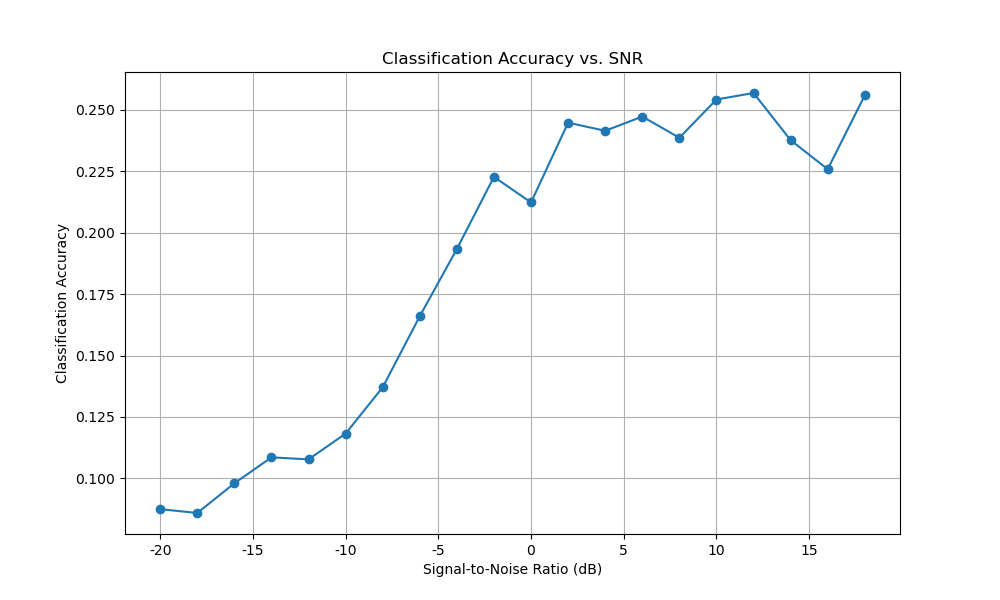 Classification Accuracy vs. SNR
Classification Accuracy
0.250
0.225
0.200
0.175
0.150
0.125
0.100
-20 -15 -10 -5 0 5 10 15
Signal-to-Noise Ratio (dB)